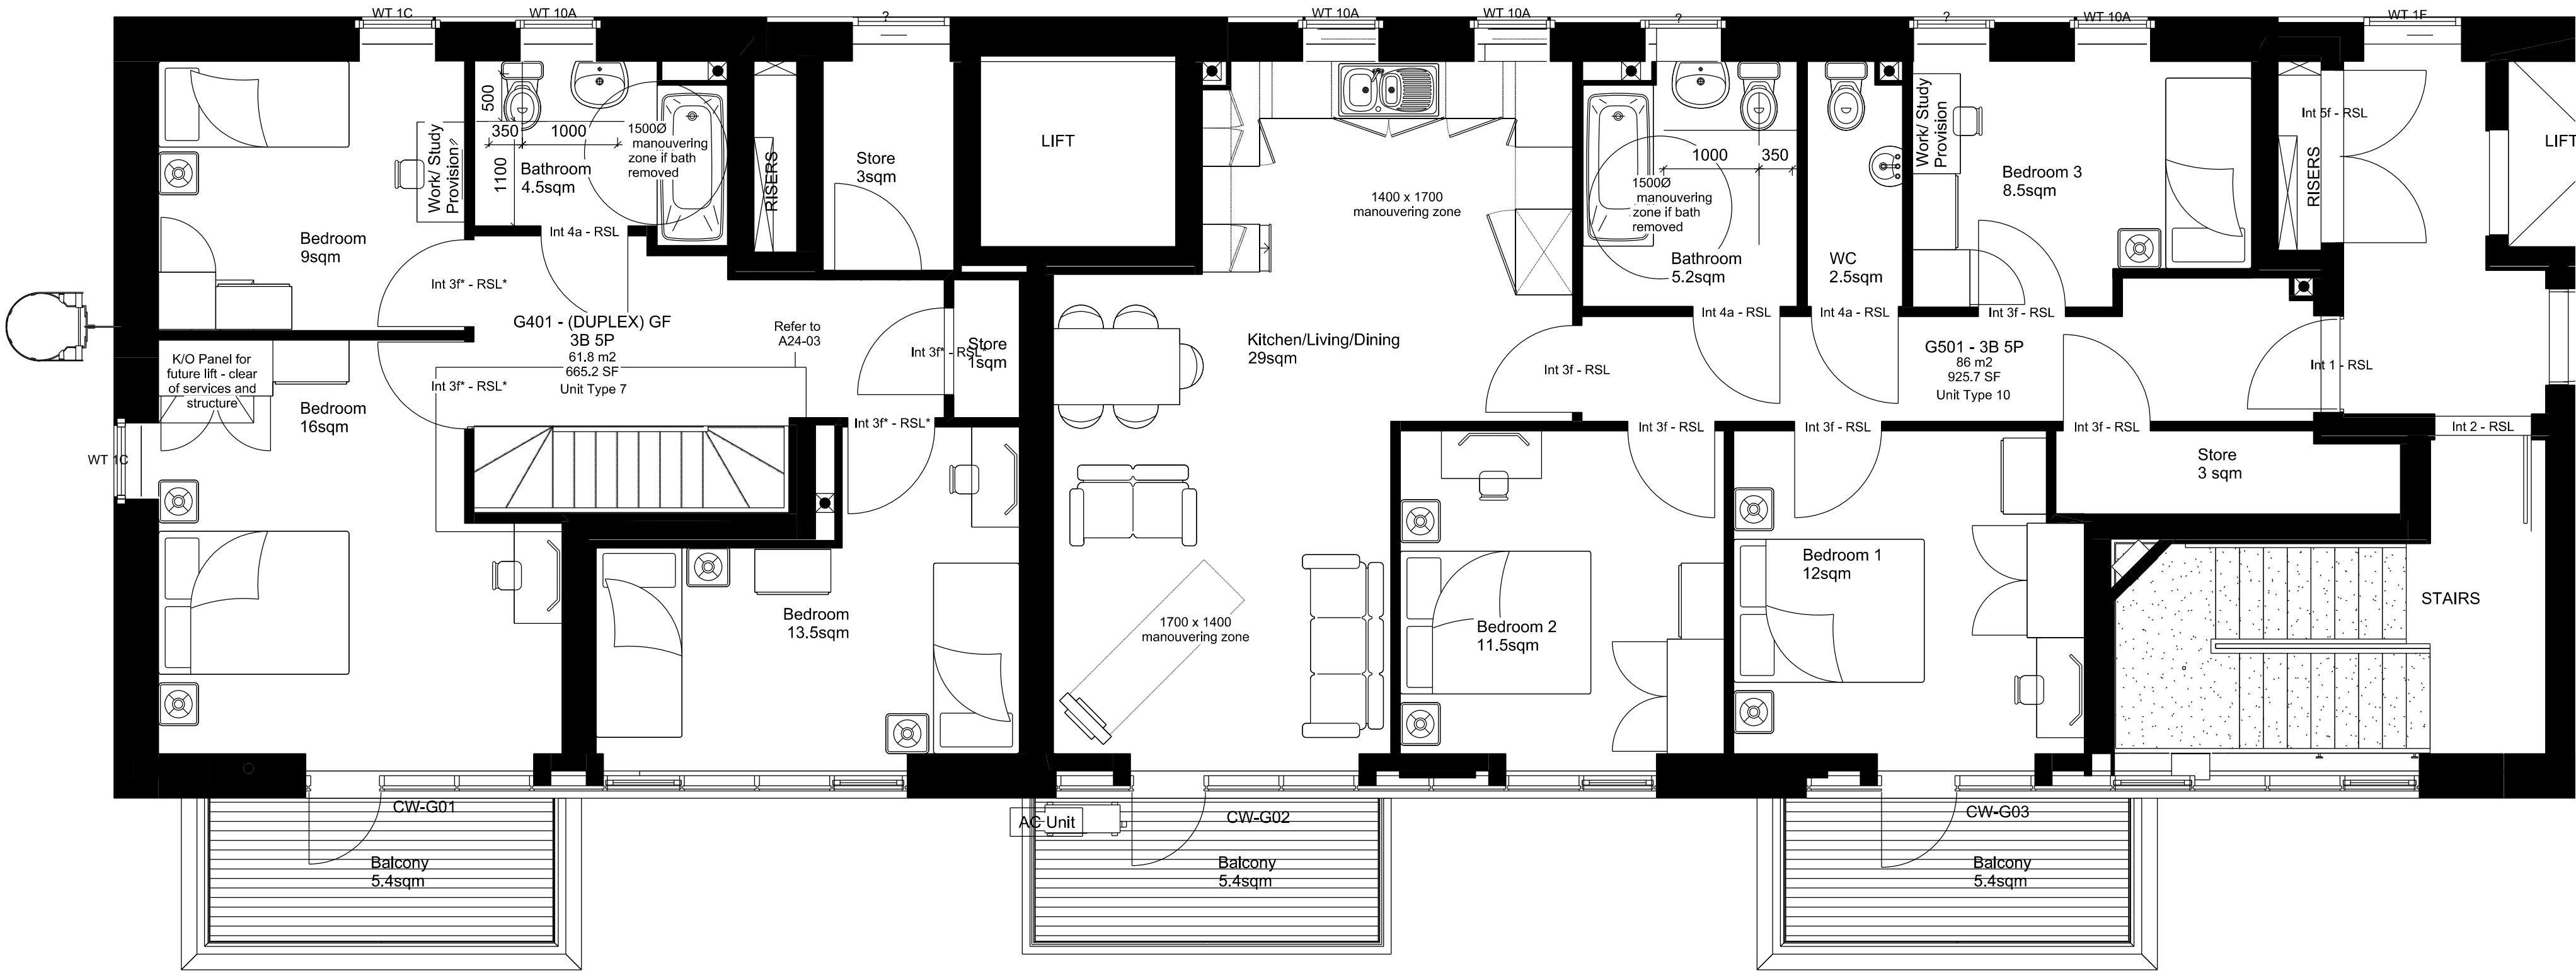 WT 1C
WT 10A
?
WT 10A
WT 10A
?
?
WT 10A
WT 1F
500
350
1000
1100
1500Ø
manouvering
zone if bath
removed
Bathroom
4.5sqm
Work/ Study
Provision
RISERS
Store
3sqm
LIFT
1400 x 1700
manouvering zone
1000
350
1500Ø
manouvering
zone if bath
removed
Bathroom
5.2sqm
WC
2.5sqm
Work/ Study
Provision
Bedroom 3
8.5sqm
RISERS
Int 5f - RSL
LIFT
Bedroom
9sqm
Int 4a - RSL
Int 3f* - RSL*
G401 - (DUPLEX) GF
3B 5P
61.8 m2
665.2 SF
Unit Type 7
Refer to
A24-03
Int 3f* - RSL*
Store
1sqm
Kitchen/Living/Dining
29sqm
Int 3f - RSL
Int 4a - RSL
Int 4a - RSL
Int 3f - RSL
G501 - 3B 5P
86 m2
925.7 SF
Unit Type 10
Int 1 - RSL
K/O Panel for
future lift - clear
of services and
structure
Int 3f* - RSL*
Bedroom
16sqm
WT 1C
Int 3f* - RSL*
Int 3f - RSL
Int 3f - RSL
Int 3f - RSL
Int 2 - RSL
Store
3 sqm
Bedroom
13.5sqm
1700 x 1400
manouvering zone
Bedroom 2
11.5sqm
Bedroom 1
12sqm
STAIRS
CW-G01
AC Unit
CW-G02
CW-G03
Balcony
5.4sqm
Balcony
5.4sqm
Balcony
5.4sqm